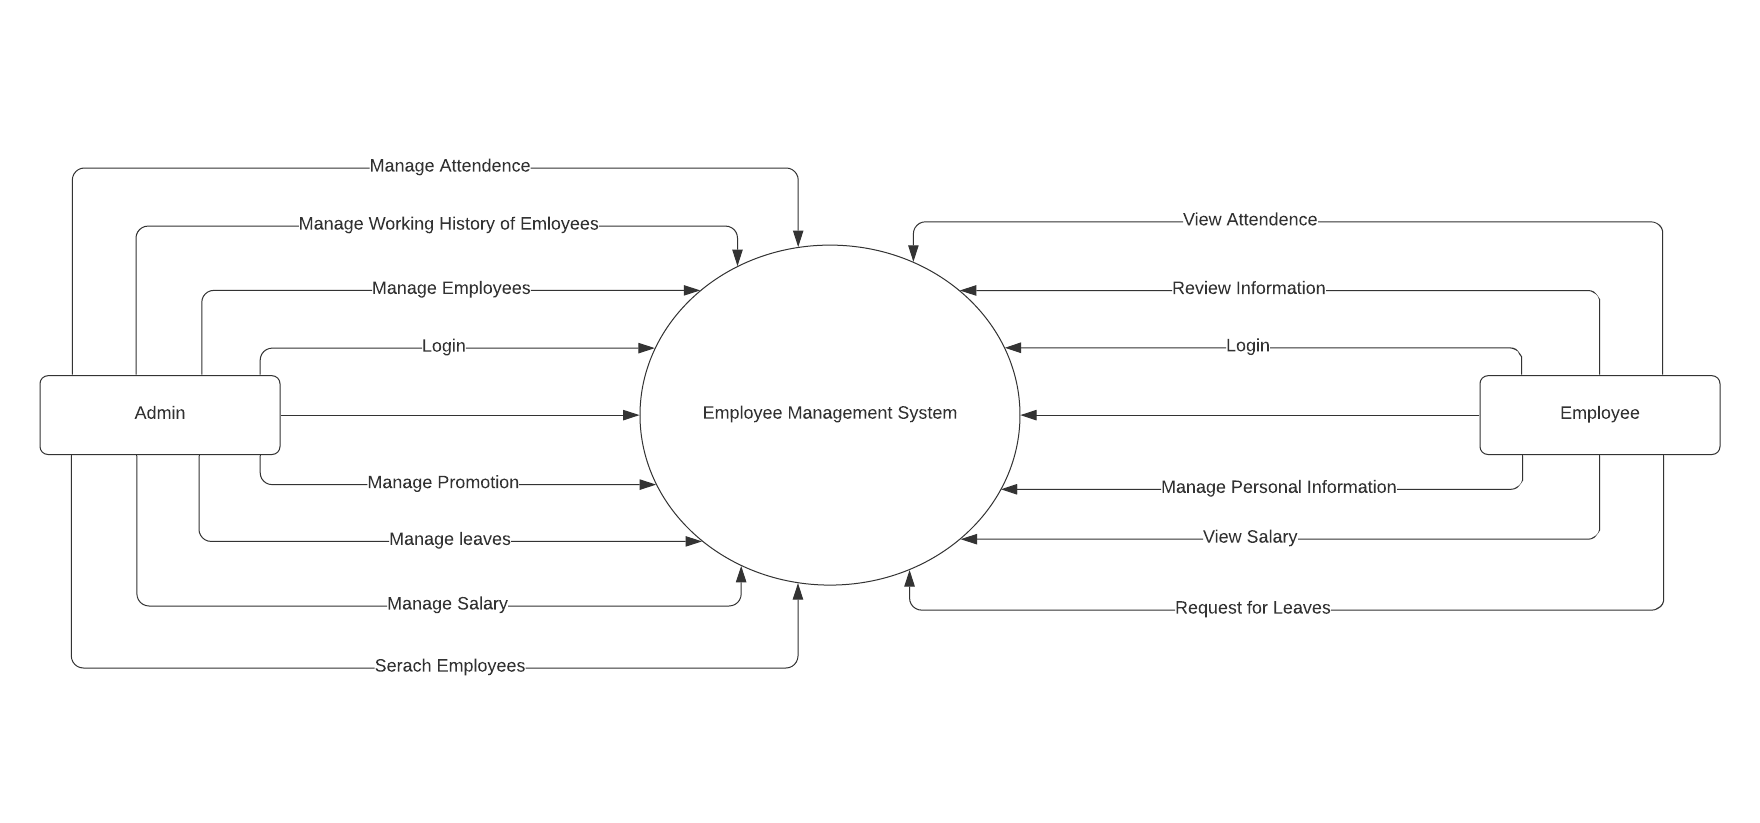 Manage Attendence
Manage Working History of Emloyees
Manage Employees
Login
Admin
Manage Promotion
Manage leaves
Manage Salary
Serach Employees
Employee Management System
View Attendence
Review Information
Login
Employee
Manage Personal Information
View Salary
Request for Leaves